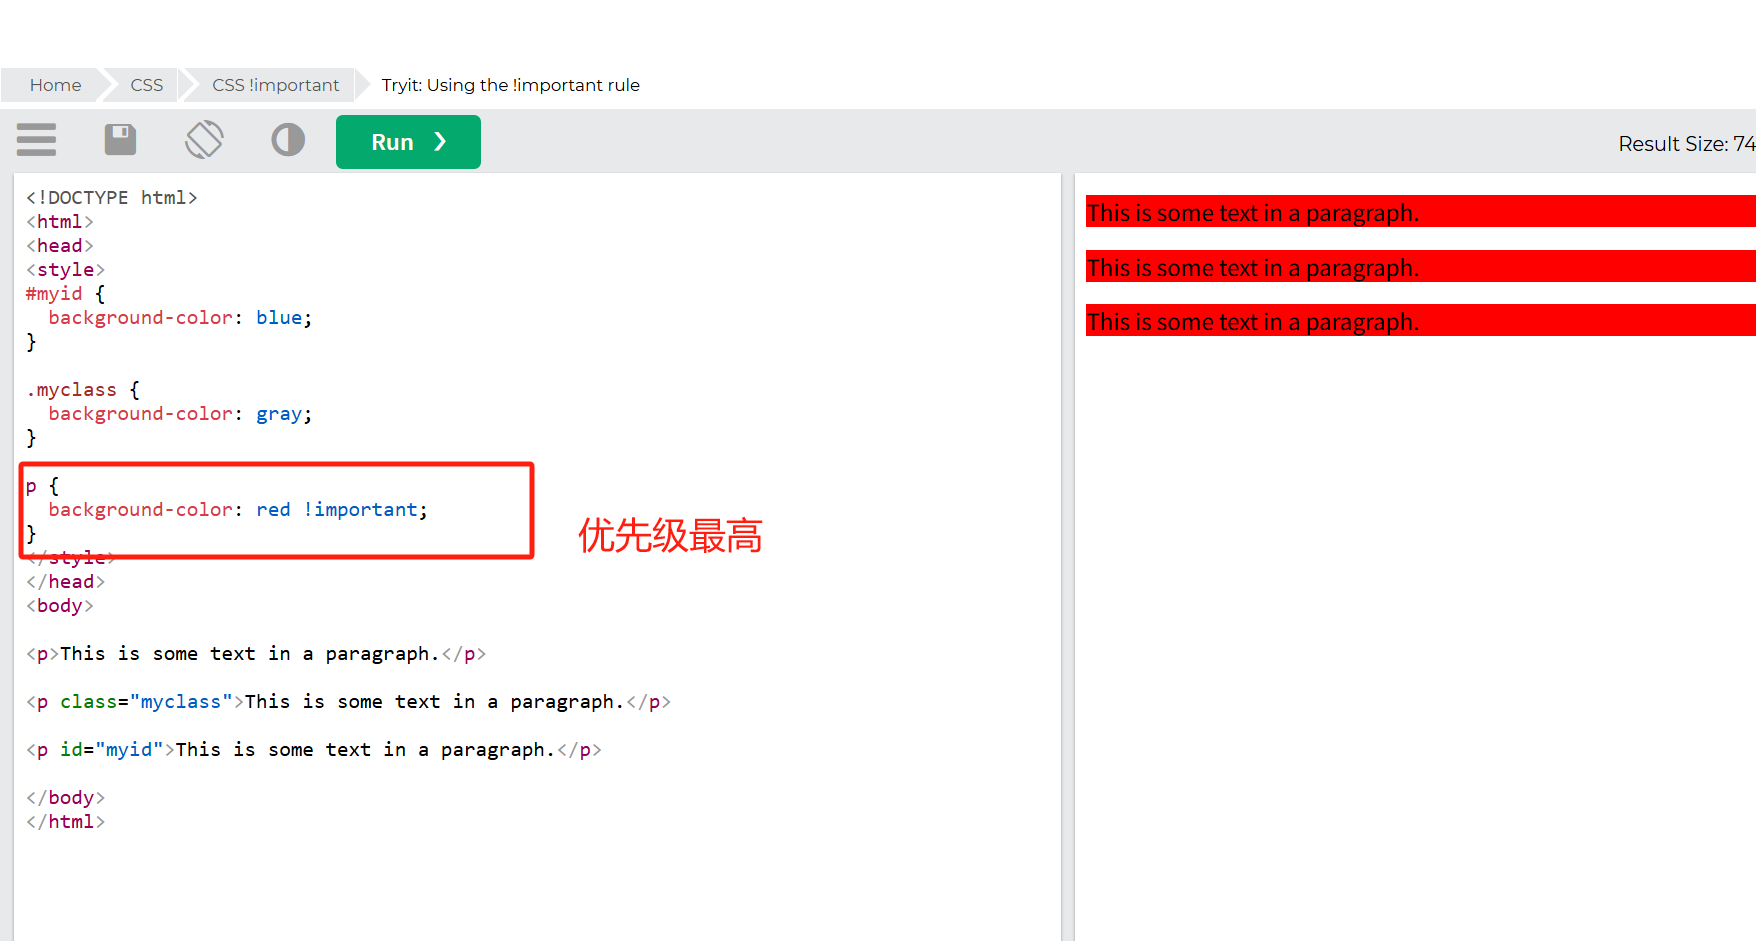 Home CSS CSS !important Tryit: Using the !important rule
Run ❯
Result Size: 74
<!DOCTYPE html>
<html>
<head>
<style>
#myid {
  background-color: blue;
}

.myclass {
  background-color: gray;
}

p {
  background-color: red !important;
}
优先级最高
</style>
</head>
<body>

<p>This is some text in a paragraph.</p>

<p class="myclass">This is some text in a paragraph.</p>

<p id="myid">This is some text in a paragraph.</p>

</body>
</html>
This is some text in a paragraph.
This is some text in a paragraph.
This is some text in a paragraph.